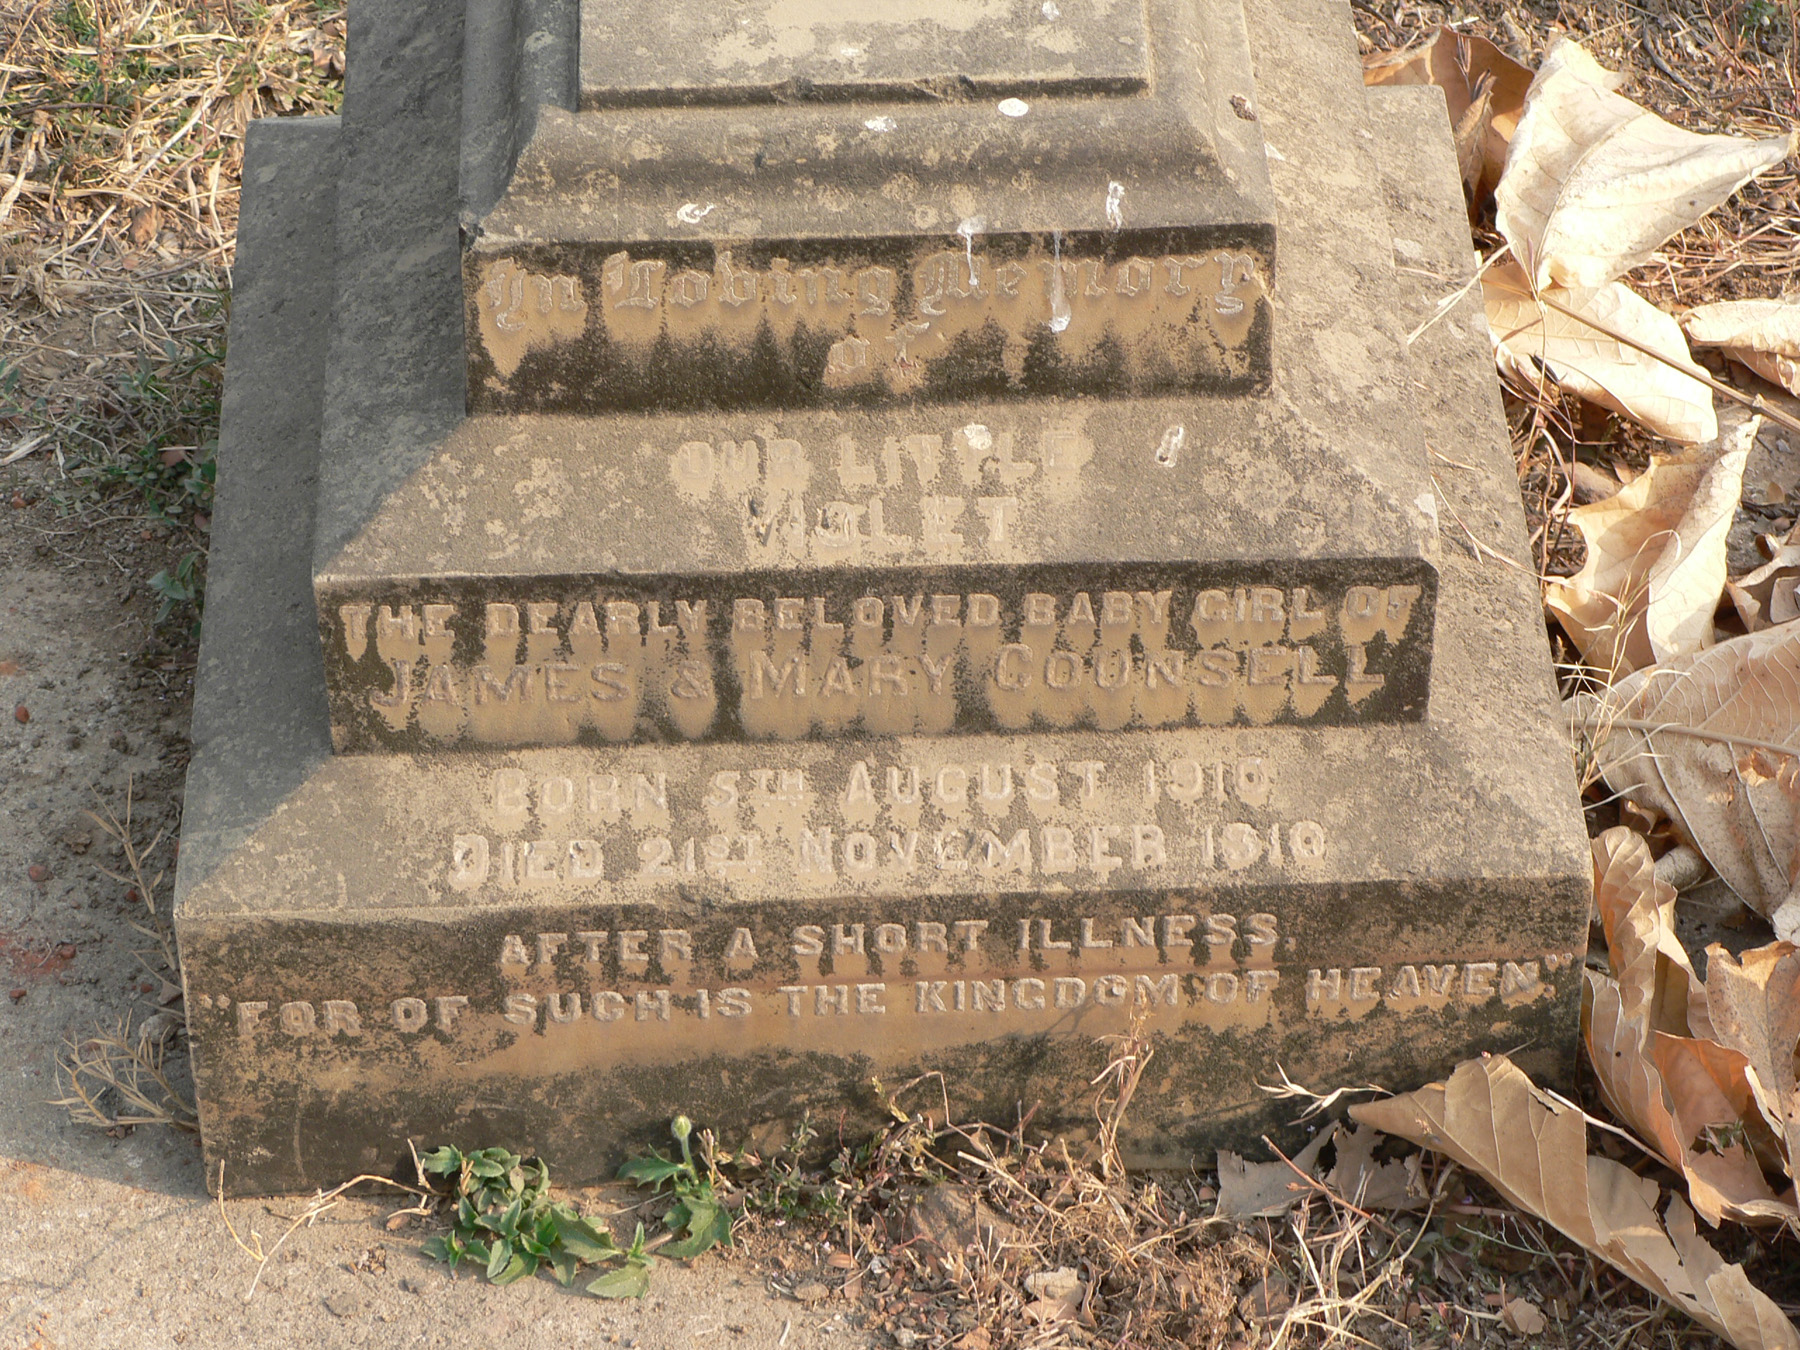 In Loving Memory
of
OUR LITTLE
VIOLET
THE DEARLY BELOVED BABY GIRL OF
JAMES & MARY COUNSELL
BORN 5TH AUGUST 1910
DIED 21ST NOVEMBER 1910
AFTER A SHORT ILLNESS
"FOR OF SUCH IS THE KINGDOM OF HEAVEN"